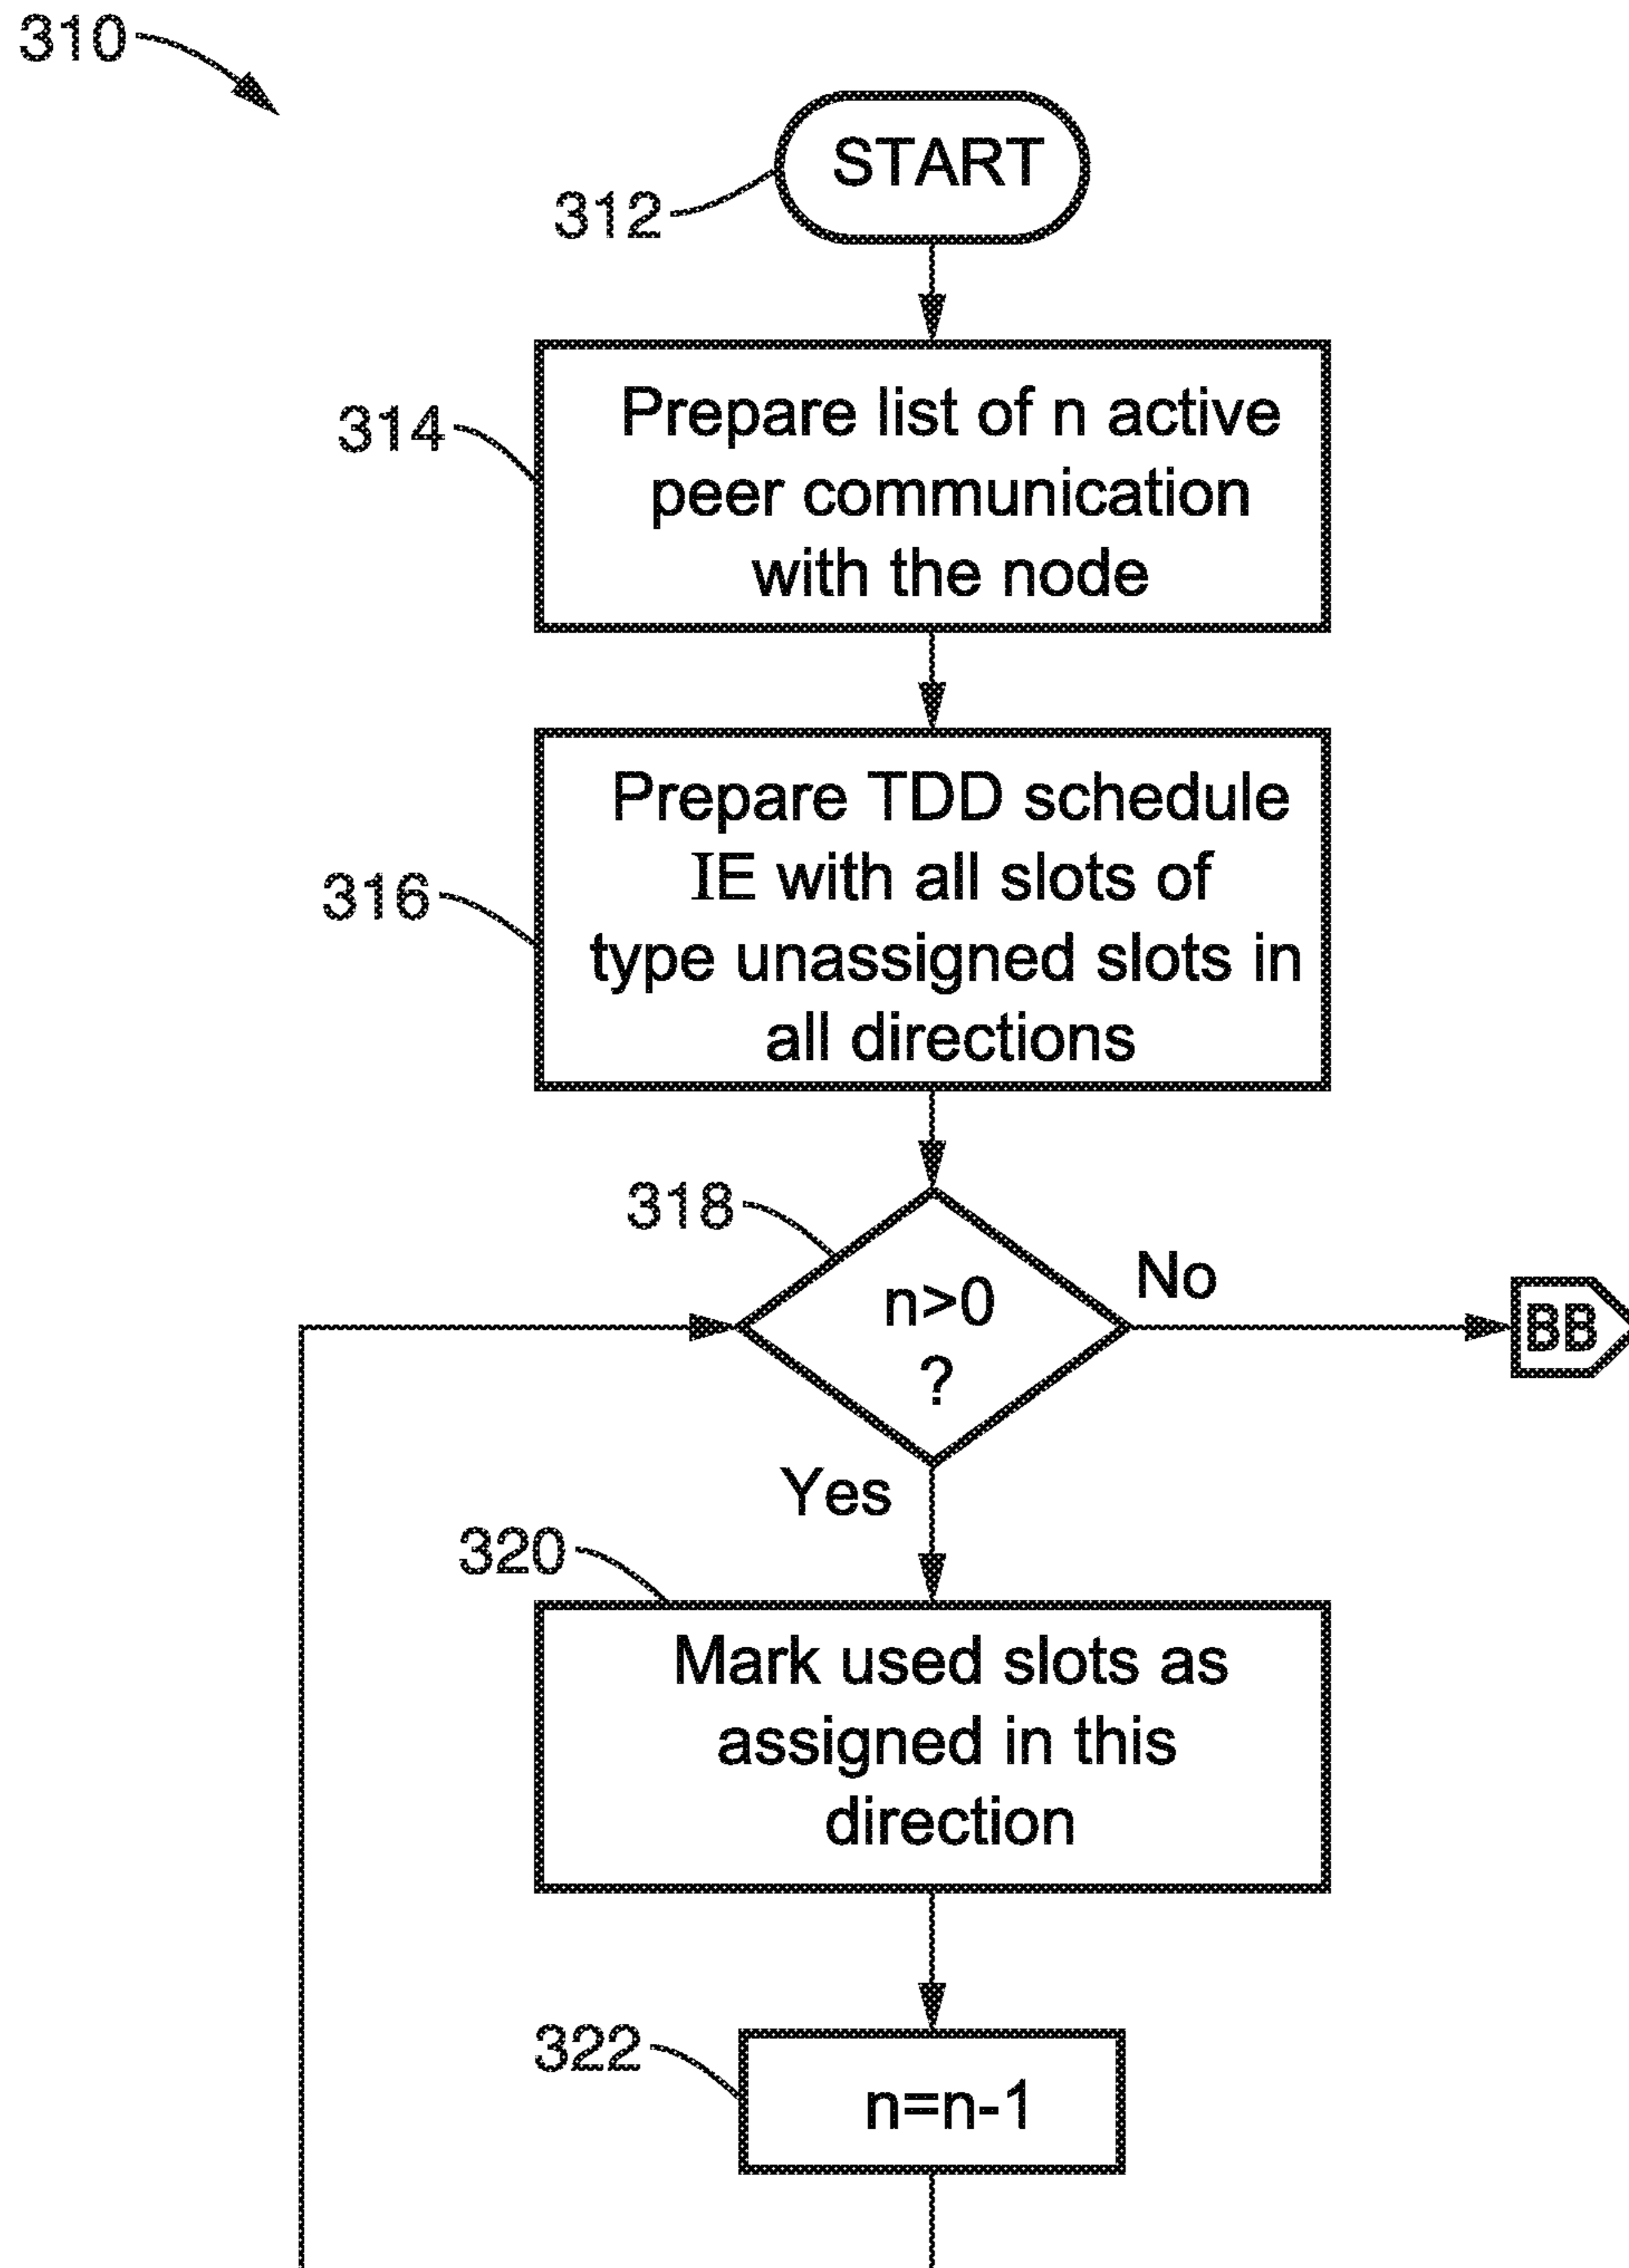 310
START
312
Prepare list of n active
peer communication
with the node
314
Prepare TDD schedule
IE with all slots of
type unassigned slots in
all directions
316
318
n>0
?
No
BB
Yes
320
Mark used slots as
assigned in this
direction
322
n=n-1